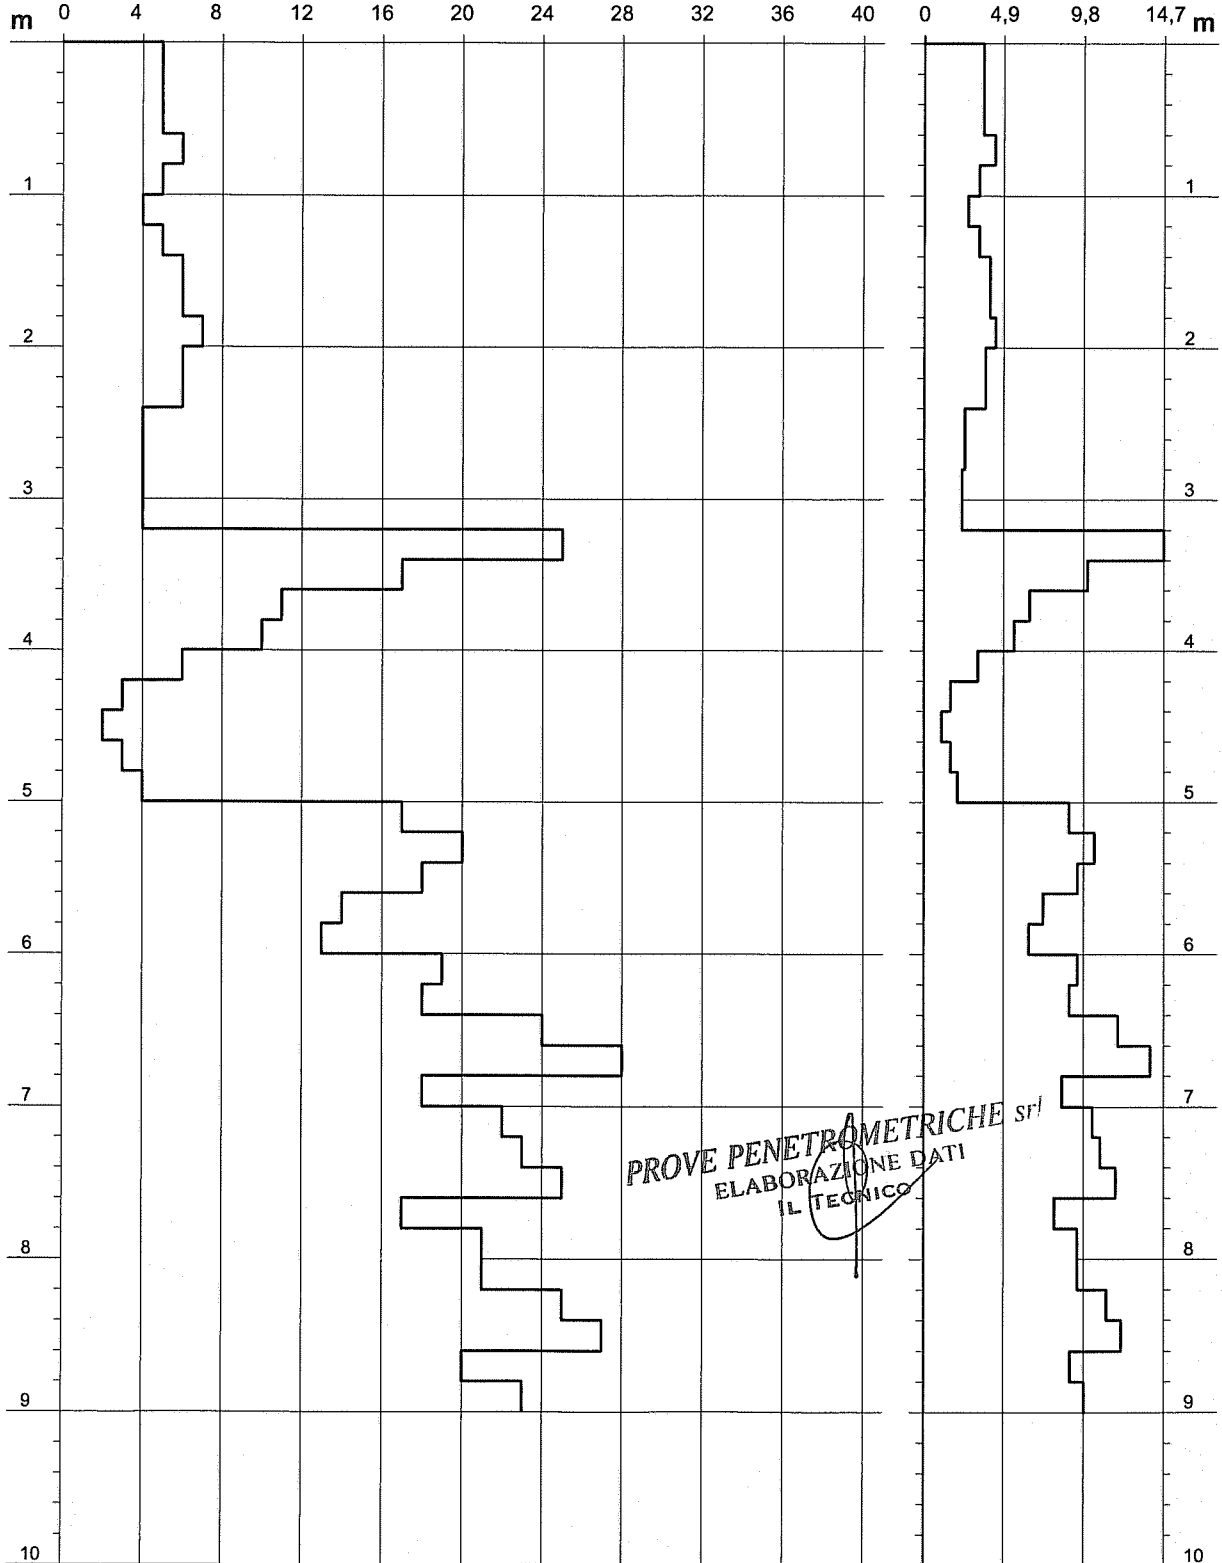 m 0 4 8 12 16 20 24 28 32 36 40 0 4,9 9,8 14,7 m
1 1
2 2
3 3
4 4
5 5
6 6
7 7
PROVE PENETROMETRICHE srl
ELABORAZIONE DATI
IL TECNICO
8 8
9 9
10 10